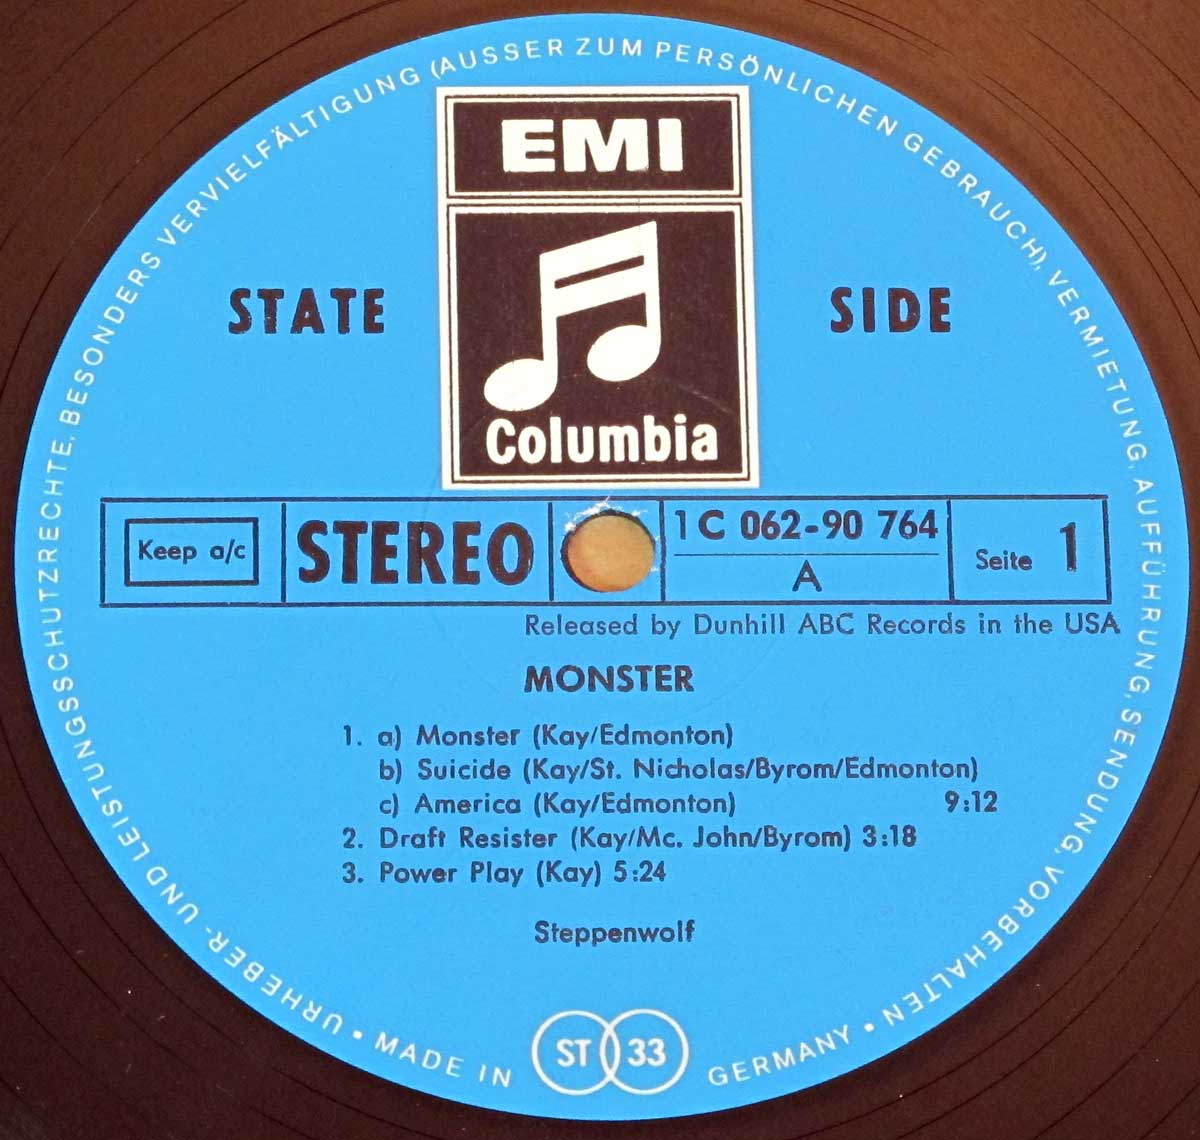 URHEBER- UND LEISTUNGSSCHUTZRECHTE, BESONDERS VERVIELFÄLTIGUNG (AUSSER ZUM PERSÖNLICHEN GEBRAUCH), VERMIETUNG, AUFFÜHRUNG, SENDUNG, VORBEHALTEN •
EMI
STATE SIDE
Columbia
Keep a/c
STEREO
1 C 062-90 764
A
Seite 1
Released by Dunhill ABC Records in the USA
MONSTER
1. a) Monster (Kay/Edmonton)
b) Suicide (Kay/St. Nicholas/Byrom/Edmonton)
c) America (Kay/Edmonton) 9:12
2. Draft Resister (Kay/Mc. John/Byrom) 3:18
3. Power Play (Kay) 5:24
Steppenwolf
ST 33
• MADE IN GERMANY